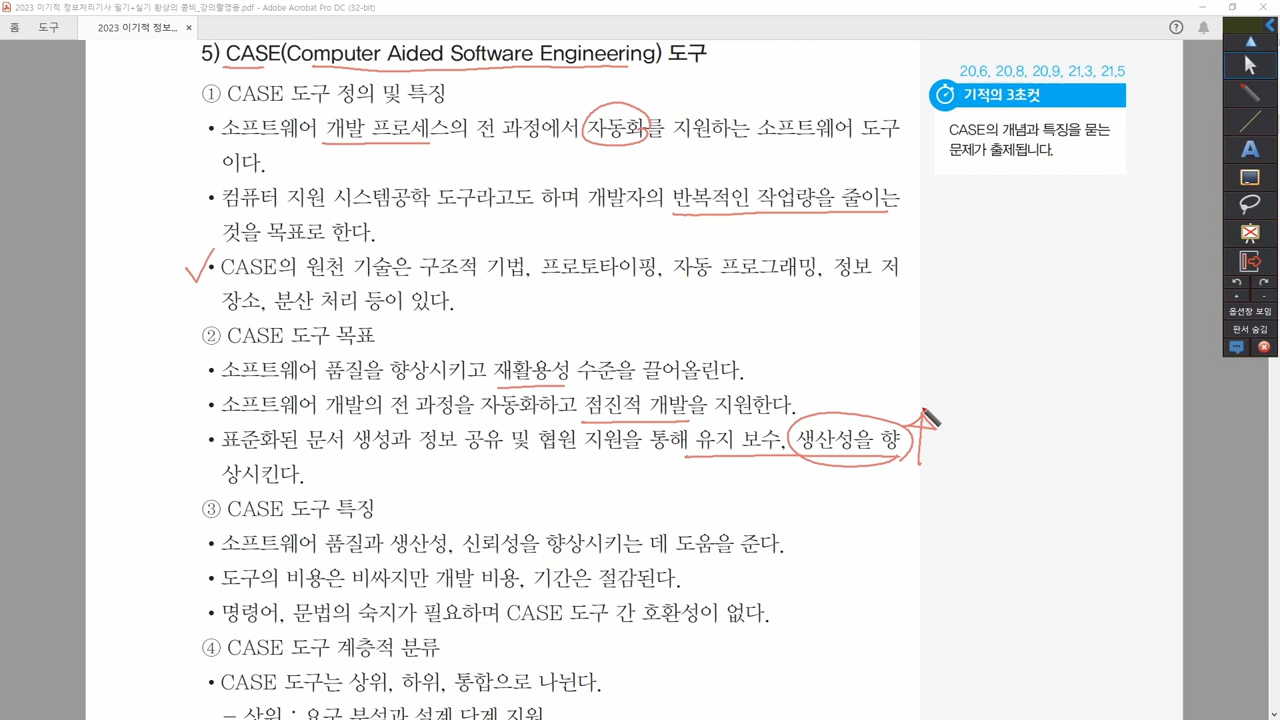 2023 이기적 정보처리기사 필기+실기 환상의 콤비_강의촬영용.pdf - Adobe Acrobat Pro DC (32-bit)
홈 도구 2023 이기적 정보... ×
5) CASE(Computer Aided Software Engineering) 도구
① CASE 도구 정의 및 특징
• 소프트웨어 개발 프로세스의 전 과정에서 자동화를 지원하는 소프트웨어 도구
이다.
• 컴퓨터 지원 시스템공학 도구라고도 하며 개발자의 반복적인 작업량을 줄이는
것을 목표로 한다.
• CASE의 원천 기술은 구조적 기법, 프로토타이핑, 자동 프로그래밍, 정보 저
장소, 분산 처리 등이 있다.
② CASE 도구 목표
• 소프트웨어 품질을 향상시키고 재활용성 수준을 끌어올린다.
• 소프트웨어 개발의 전 과정을 자동화하고 점진적 개발을 지원한다.
• 표준화된 문서 생성과 정보 공유 및 협원 지원을 통해 유지 보수, 생산성을 향
상시킨다.
③ CASE 도구 특징
• 소프트웨어 품질과 생산성, 신뢰성을 향상시키는 데 도움을 준다.
• 도구의 비용은 비싸지만 개발 비용, 기간은 절감된다.
• 명령어, 문법의 숙지가 필요하며 CASE 도구 간 호환성이 없다.
④ CASE 도구 계층적 분류
• CASE 도구는 상위, 하위, 통합으로 나뉜다.
– 상위 : 요구 분석과 설계 단계 지원
20.6, 20.8, 20.9, 21.3, 21.5
기적의 3초컷
CASE의 개념과 특징을 묻는
문제가 출제됩니다.
옵션창 보임
판서 숨김